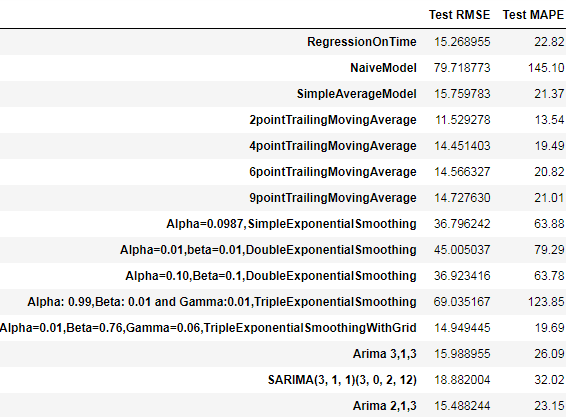 Test RMSE Test MAPE
RegressionOnTime 15.268955 22.82
NaiveModel 79.718773 145.10
SimpleAverageModel 15.759783 21.37
2pointTrailingMovingAverage 11.529278 13.54
4pointTrailingMovingAverage 14.451403 19.49
6pointTrailingMovingAverage 14.566327 20.82
9pointTrailingMovingAverage 14.727630 21.01
Alpha=0.0987,SimpleExponentialSmoothing 36.796242 63.88
Alpha=0.01,beta=0.01,DoubleExponentialSmoothing 45.005037 79.29
Alpha=0.10,Beta=0.1,DoubleExponentialSmoothing 36.923416 63.78
Alpha: 0.99,Beta: 0.01 and Gamma:0.01,TripleExponentialSmoothing 69.035167 123.85
Alpha=0.01,Beta=0.76,Gamma=0.06,TripleExponentialSmoothingWithGrid 14.949445 19.69
Arima 3,1,3 15.988955 26.09
SARIMA(3, 1, 1)(3, 0, 2, 12) 18.882004 32.02
Arima 2,1,3 15.488244 23.15